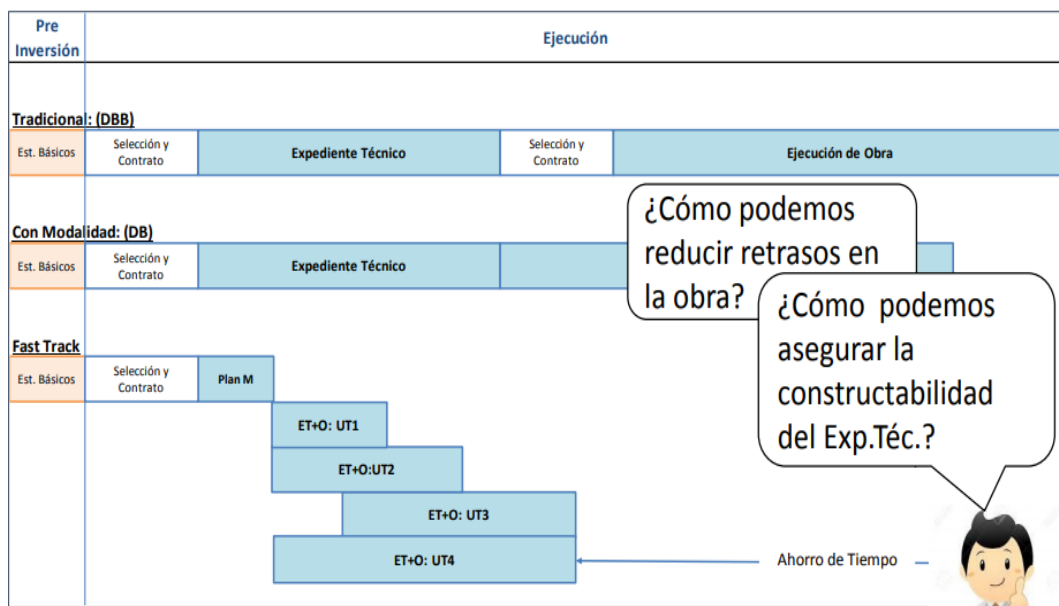 Pre
Inversión
Ejecución
Tradicional: (DBB)
Est. Básicos
Selección y
Contrato
Expediente Técnico
Selección y
Contrato
Ejecución de Obra
Con Modalidad: (DB)
Est. Básicos
Selección y
Contrato
Expediente Técnico
¿Cómo podemos
reducir retrasos en
la obra?
¿Cómo podemos
asegurar la
constructabilidad
del Exp.Téc.?
Fast Track
Est. Básicos
Selección y
Contrato
Plan M
ET+O: UT1
ET+O:UT2
ET+O: UT3
ET+O: UT4
Ahorro de Tiempo